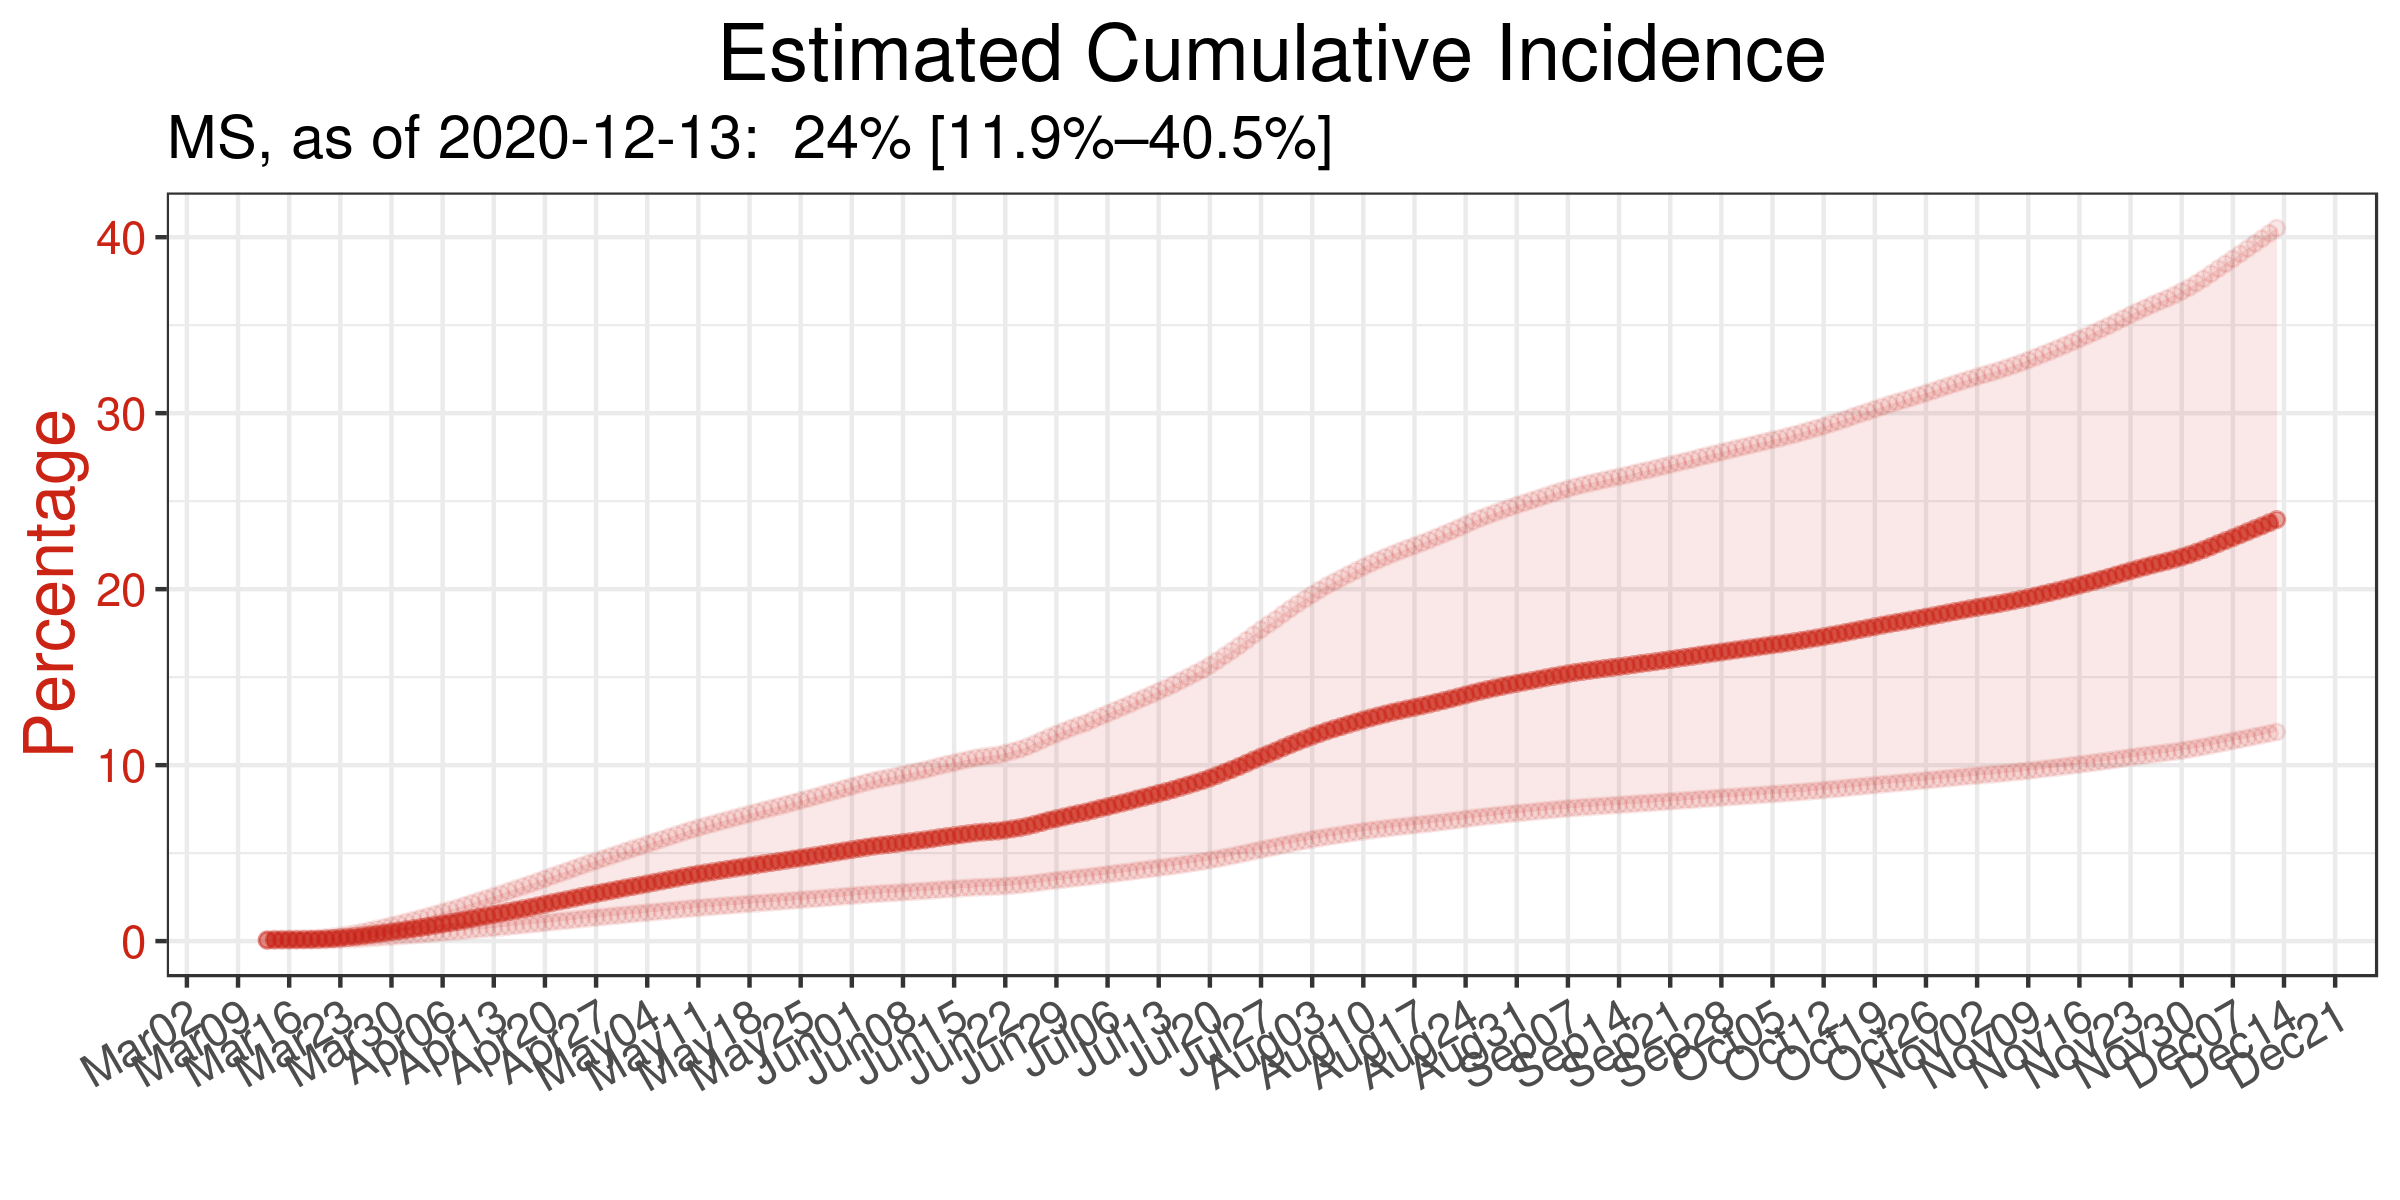 Estimated Cumulative Incidence
MS, as of 2020-12-13:  24% [11.9%–40.5%]
Percentage
40
30
20
10
0
Mar02
Mar09
Mar16
Mar23
Mar30
Apr06
Apr13
Apr20
Apr27
May04
May11
May18
May25
Jun01
Jun08
Jun15
Jun22
Jun29
Jul06
Jul13
Jul20
Jul27
Aug03
Aug10
Aug17
Aug24
Aug31
Sep07
Sep14
Sep21
Sep28
Oct05
Oct12
Oct19
Oct26
Nov02
Nov09
Nov16
Nov23
Nov30
Dec07
Dec14
Dec21